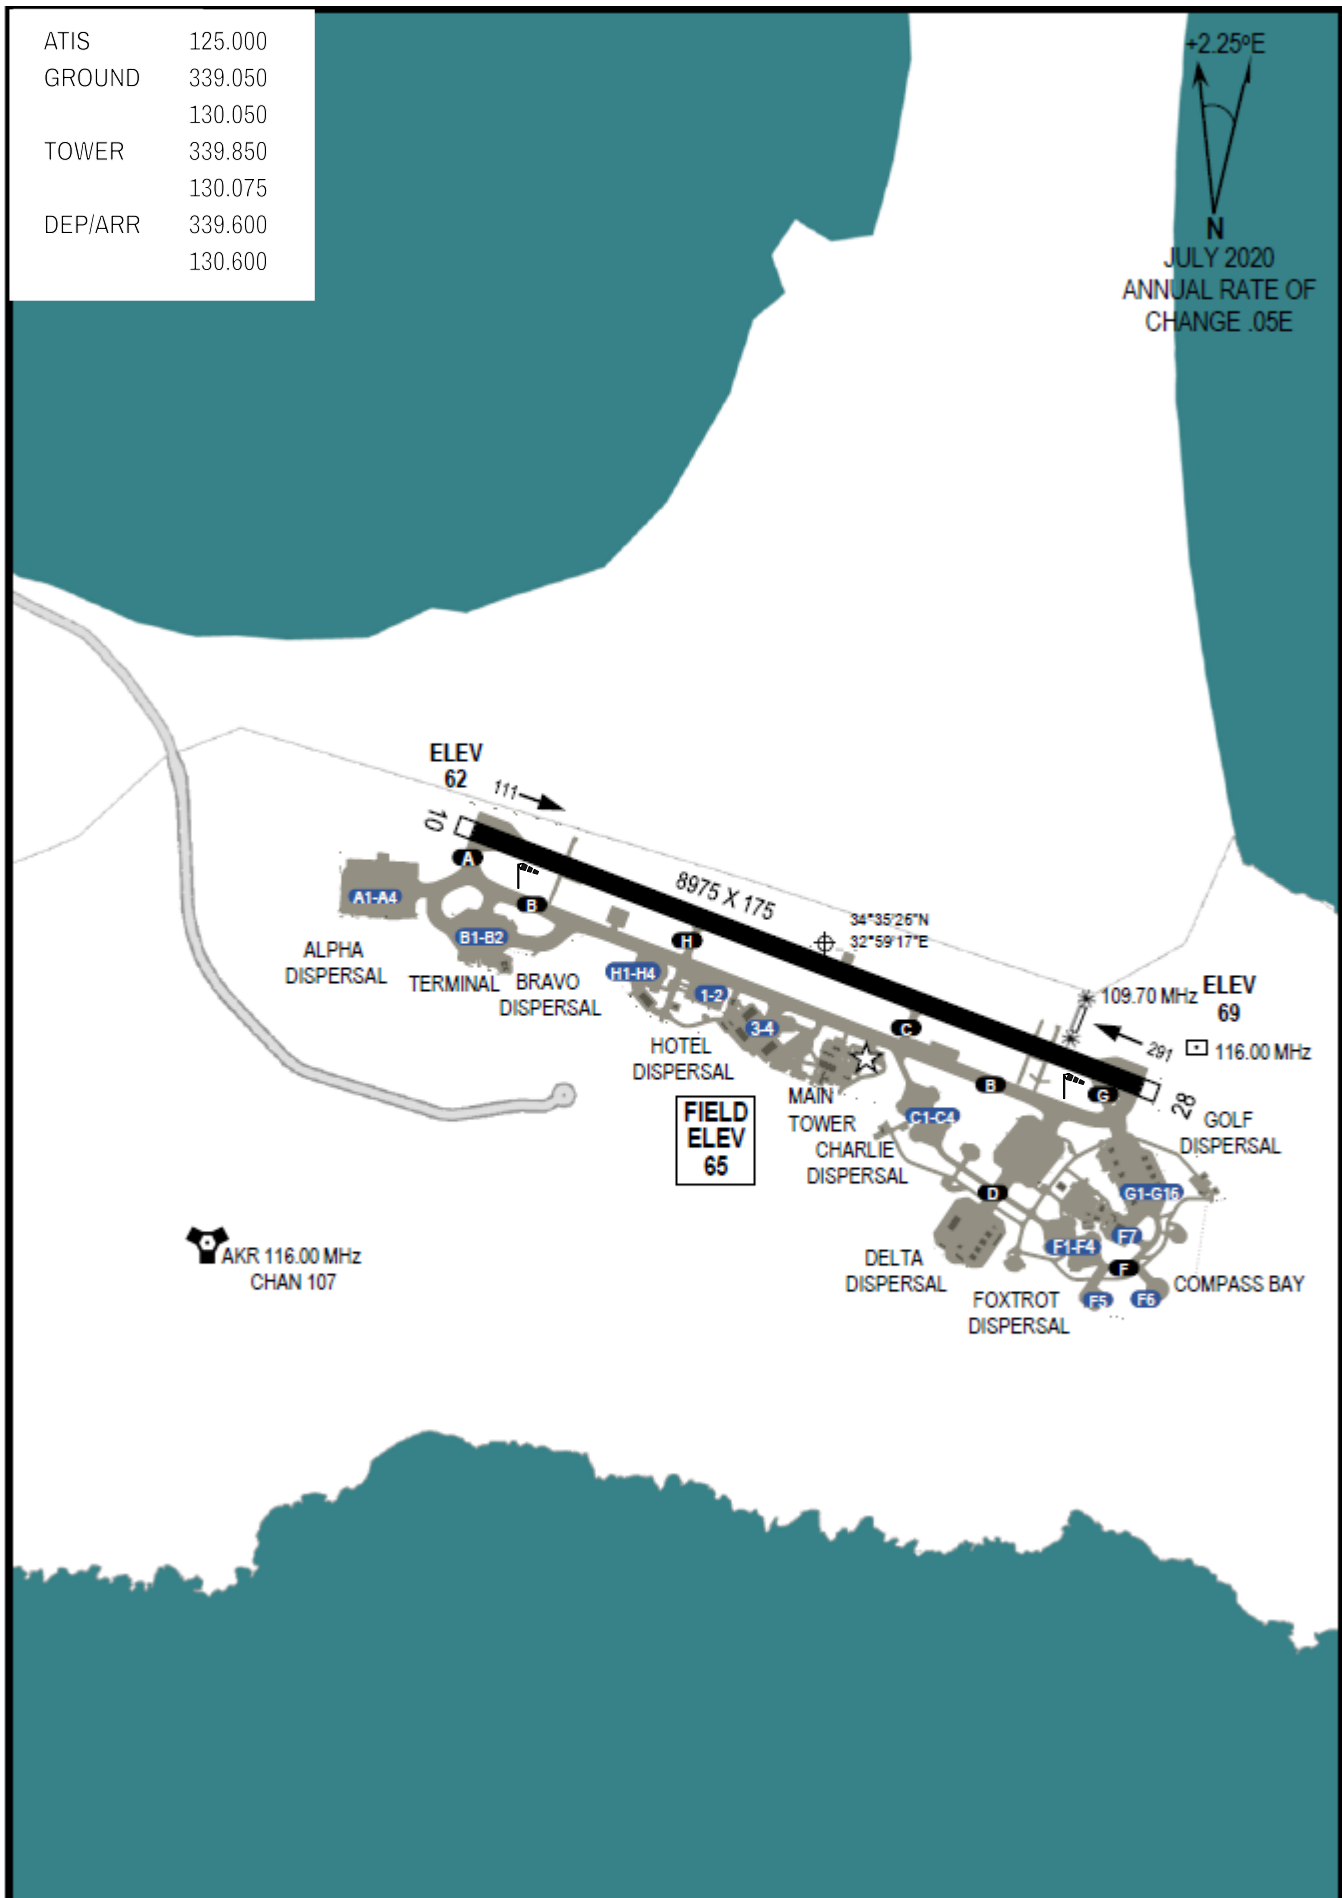 ATIS 125.000
GROUND 339.050
130.050
TOWER 339.850
130.075
DEP/ARR 339.600
130.600
+2.25ºE
N
JULY 2020
ANNUAL RATE OF
CHANGE .05E
ELEV
62
111
10
A
8975 X 175
A1-A4
B
34°35'26"N
32°59'17"E
B1-B2
H
ALPHA
DISPERSAL
TERMINAL
BRAVO
DISPERSAL
H1-H4
1-2
3-4
C
109.70 MHz
ELEV
69
291
116.00 MHz
HOTEL
DISPERSAL
MAIN
TOWER
B
G
28
FIELD
ELEV
65
C1-C4
GOLF
DISPERSAL
CHARLIE
DISPERSAL
D
G1-G16
F7
F1-F4
AKR 116.00 MHz
CHAN 107
DELTA
DISPERSAL
F
COMPASS BAY
FOXTROT
DISPERSAL
F5
F6